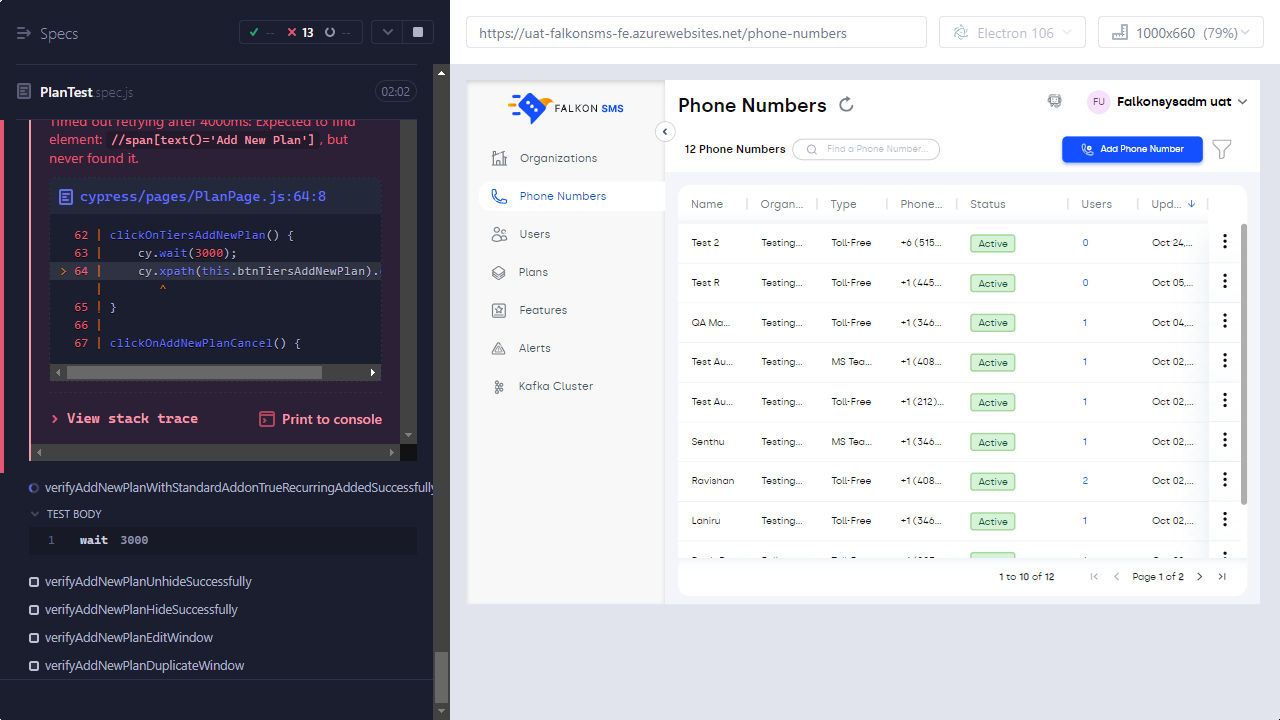 Specs
-- 13 --
PlanTest spec.js 02:02
Timed out retrying after 4000ms: Expected to find
element: //span[text()='Add New Plan'] , but
never found it.
cypress/pages/PlanPage.js:64:8
62 | clickOnTiersAddNewPlan() {
63 | cy.wait(3000);
> 64 | cy.xpath(this.btnTiersAddNewPlan).
| ^
65 | }
66 |
67 | clickOnAddNewPlanCancel() {
> View stack trace
Print to console
verifyAddNewPlanWithStandardAddonTrueRecurringAddedSuccessfully
TEST BODY
1 wait 3000
verifyAddNewPlanUnhideSuccessfully
verifyAddNewPlanHideSuccessfully
verifyAddNewPlanEditWindow
verifyAddNewPlanDuplicateWindow
https://uat-falkonsms-fe.azurewebsites.net/phone-numbers
Electron 106
1000x660 (79%)
FALKON SMS
Organizations
Phone Numbers
Users
Plans
Features
Alerts
Kafka Cluster
Phone Numbers
FU Falkonsysadm uat
12 Phone Numbers
Find a Phone Number...
Add Phone Number
Name Organ... Type Phone... Status Users Upd...
Test 2 Testing... Toll-Free +6 (515... Active 0 Oct 24,...
Test R Testing... Toll-Free +1 (445... Active 0 Oct 05,...
QA Ma... Testing... Toll-Free +1 (346... Active 1 Oct 04,...
Test Au... Testing... MS Tea... +1 (408... Active 1 Oct 02,...
Test Au... Testing... Toll-Free +1 (212)... Active 1 Oct 02,...
Senthu Testing... MS Tea... +1 (346... Active 1 Oct 02,...
Ravishan Testing... Toll-Free +1 (408... Active 2 Oct 02,...
Lahiru Testing... Toll-Free +1 (346... Active 1 Oct 02,...
1 to 10 of 12
Page 1 of 2